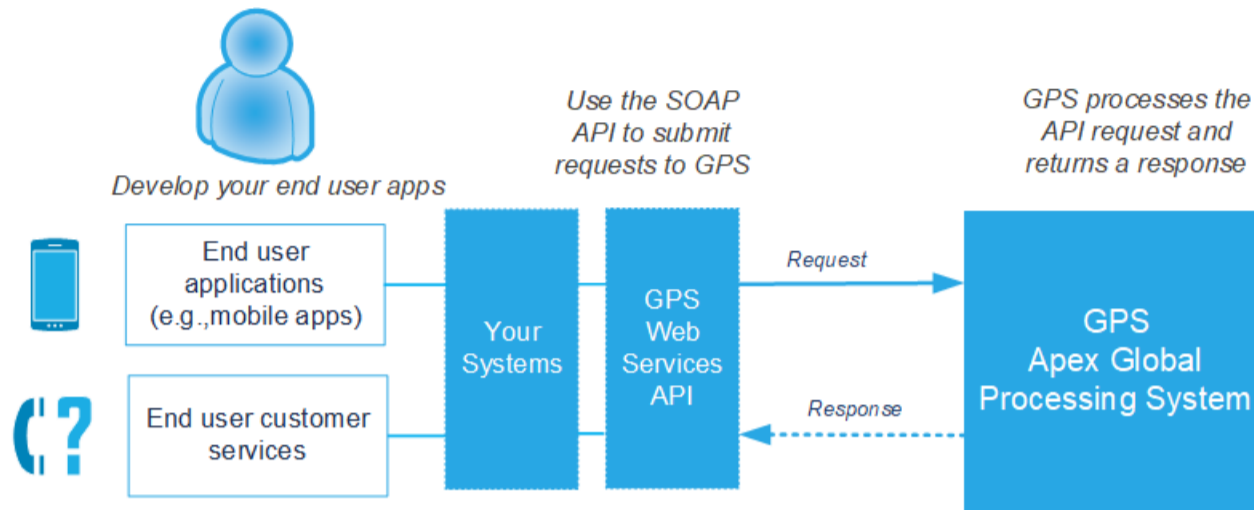 Use the SOAP
API to submit
requests to GPS
GPS processes the
API request and
returns a response
Develop your end user apps
End user
applications
(e.g.,mobile apps)
End user customer
services
Your
Systems
GPS
Web
Services
API
Request
Response
GPS
Apex Global
Processing System